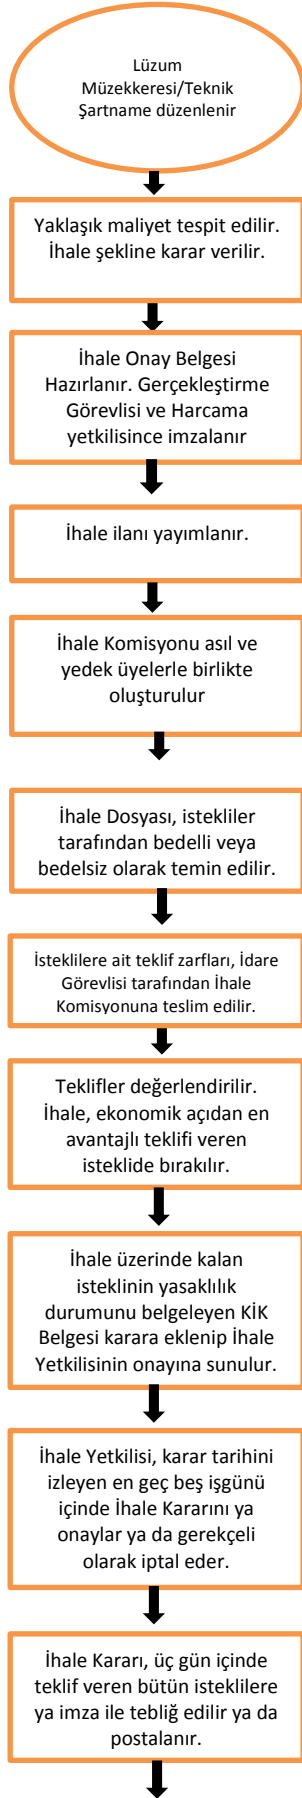 Lüzum
Müzekkeresi/Teknik
Şartname düzenlenir
Yaklaşık maliyet tespit edilir.
İhale şekline karar verilir.
İhale Onay Belgesi
Hazırlanır. Gerçekleştirme
Görevlisi ve Harcama
yetkilisince imzalanır
İhale ilanı yayımlanır.
İhale Komisyonu asıl ve
yedek üyelerle birlikte
oluşturulur
İhale Dosyası, istekliler
tarafından bedelli veya
bedelsiz olarak temin edilir.
İsteklilere ait teklif zarfları, İdare
Görevlisi tarafından İhale
Komisyonuna teslim edilir.
Teklifler değerlendirilir.
İhale, ekonomik açıdan en
avantajlı teklifi veren
isteklide bırakılır.
İhale üzerinde kalan
isteklinin yasaklılık
durumunu belgeleyen KİK
Belgesi karara eklenip İhale
Yetkilisinin onayına sunulur.
İhale Yetkilisi, karar tarihini
izleyen en geç beş işgünü
içinde İhale Kararını ya
onaylar ya da gerekçeli
olarak iptal eder.
İhale Kararı, üç gün içinde
teklif veren bütün isteklilere
ya imza ile tebliğ edilir ya da
postalanır.